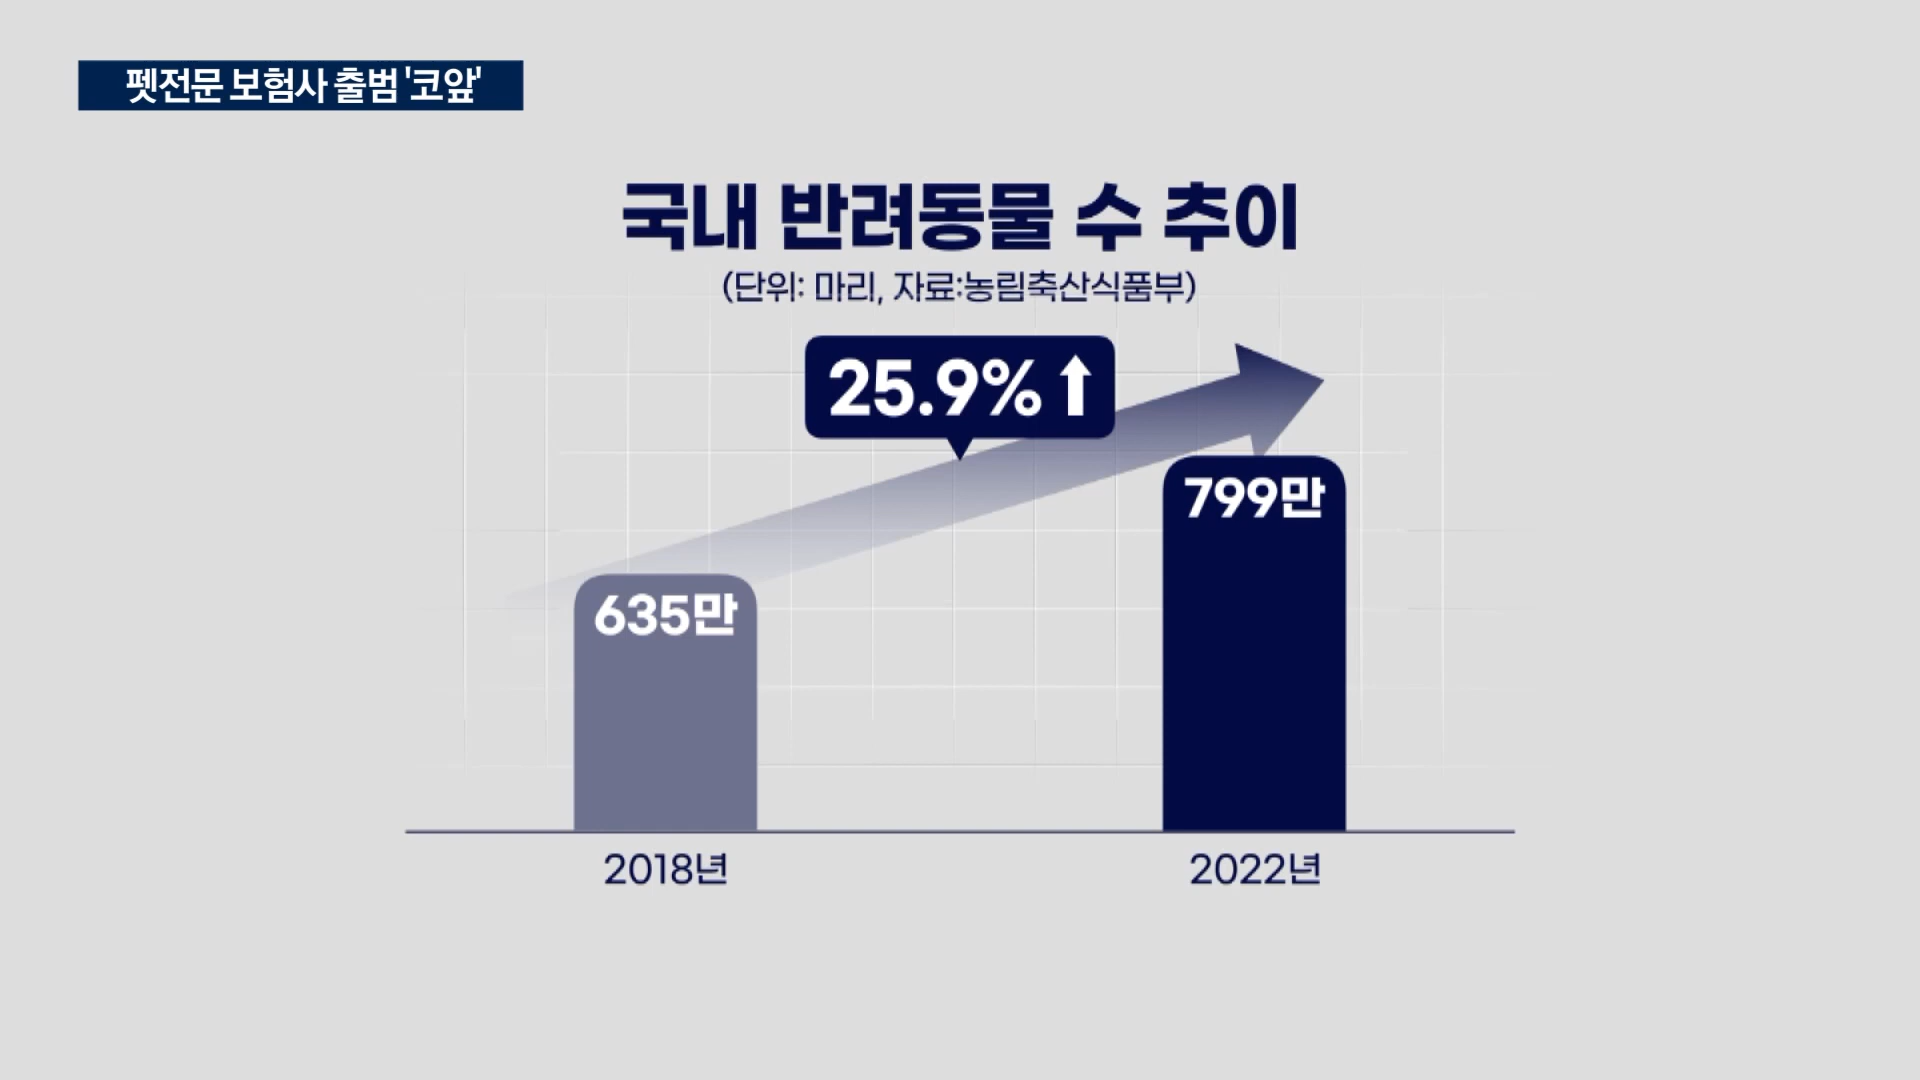 펫전문 보험사 출범 '코앞'
국내 반려동물 수 추이
(단위: 마리, 자료:농림축산식품부)
25.9%⬆
799만
635만
2018년
2022년